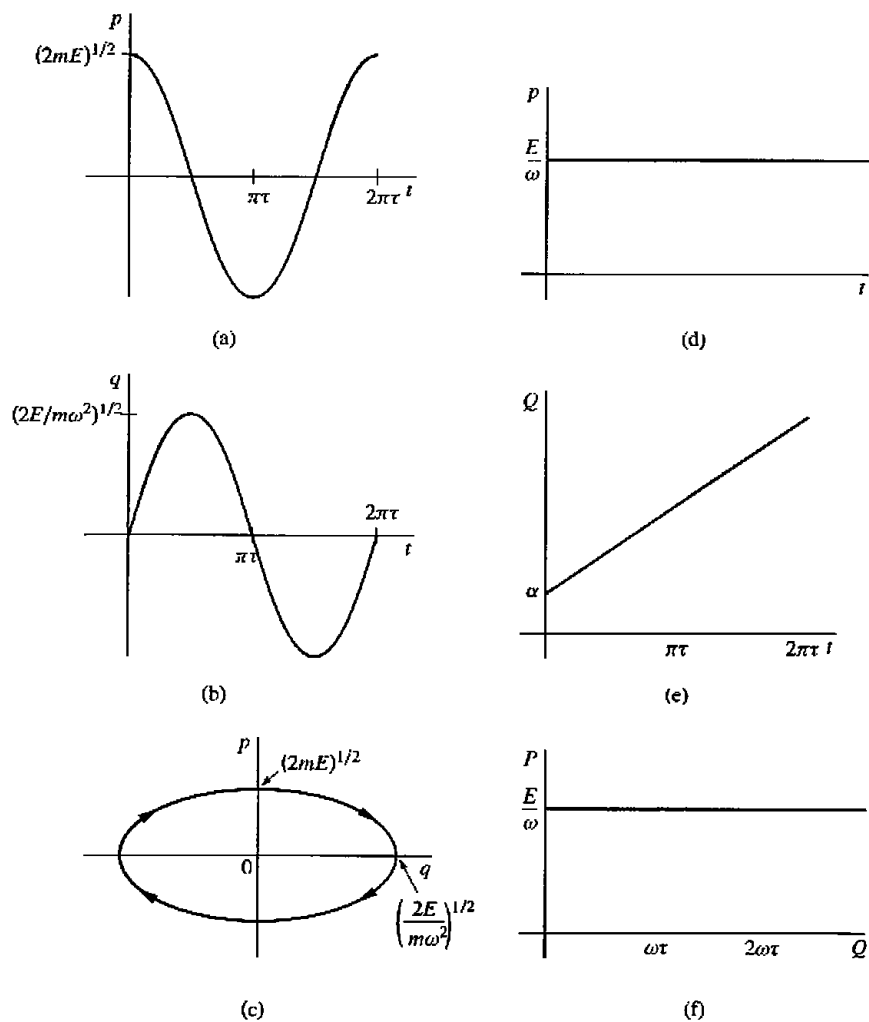 p
(2mE)^{1/2}
πτ
2πτ t
(a)
q
(2E/mω²)^{1/2}
2πτ
πτ
t
(b)
p
(2mE)^{1/2}
0
q
(2E/mω²)^{1/2}
(c)
p
E/ω
t
(d)
Q
α
πτ
2πτ t
(e)
P
E/ω
ωτ
2ωτ
Q
(f)